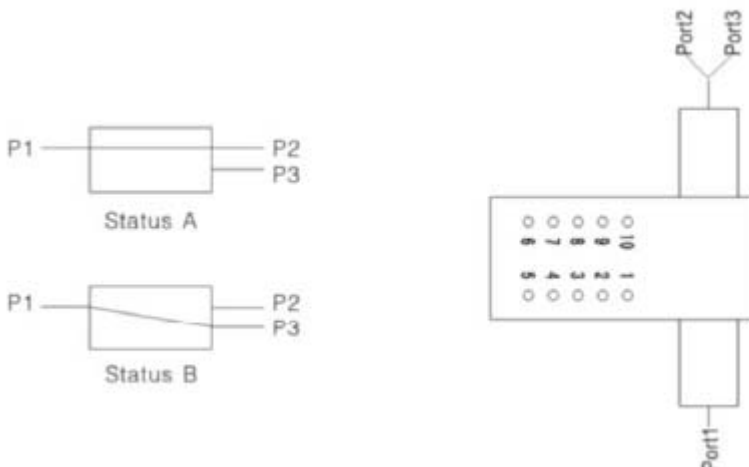 P1 P2
P3
Status A
P1 P2
P3
Status B
Port2 Port3
6 7 8 9 10
5 4 3 2 1
Port1